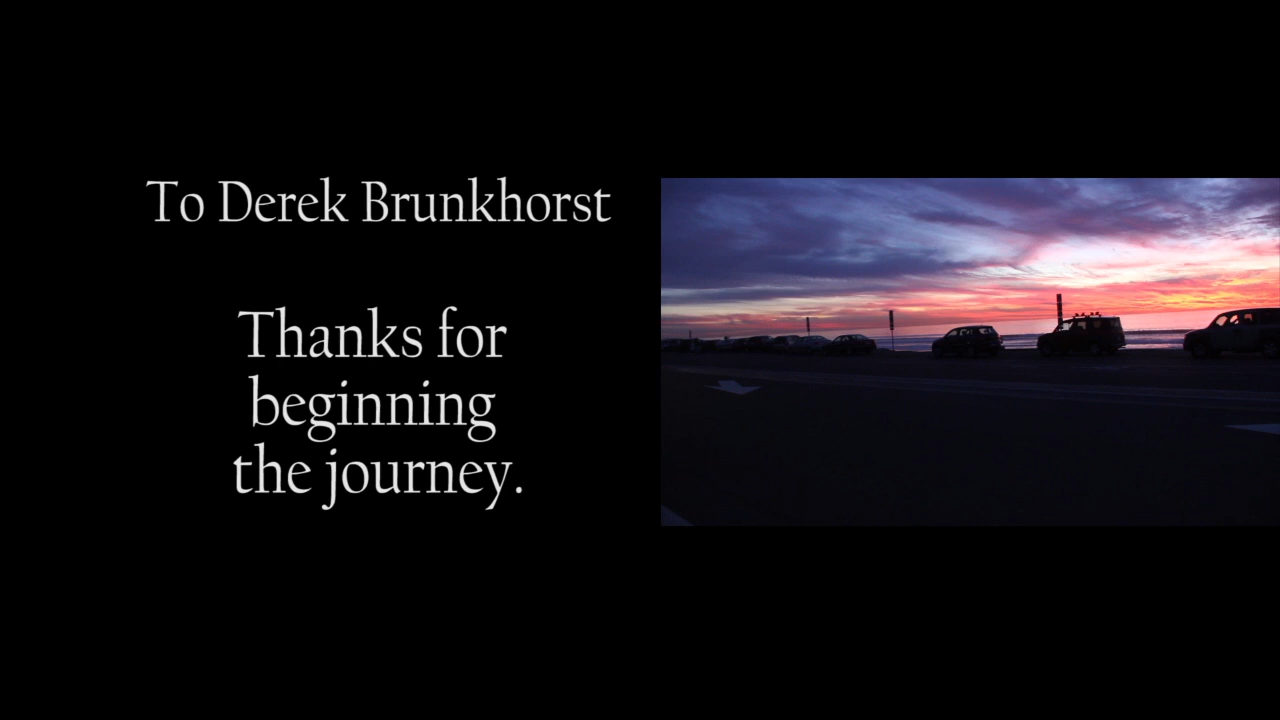 To Derek Brunkhorst
Thanks for
beginning
the journey.